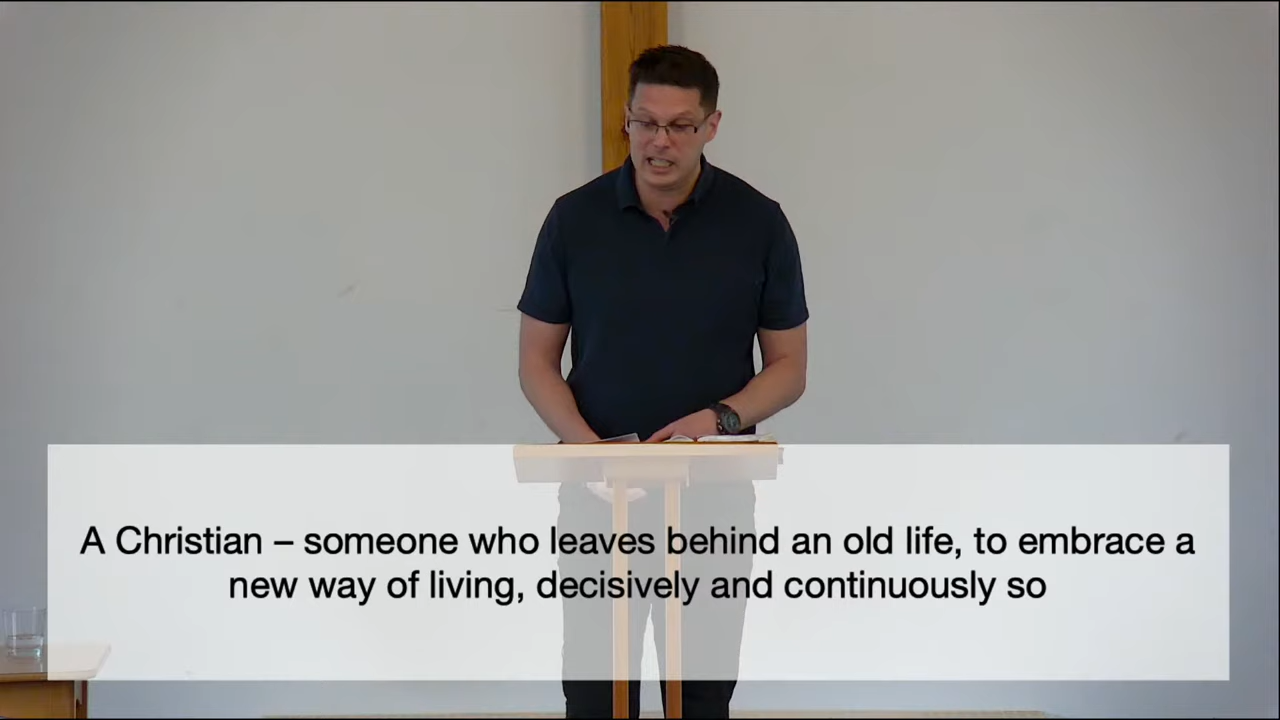 A Christian – someone who leaves behind an old life, to embrace a
new way of living, decisively and continuously so